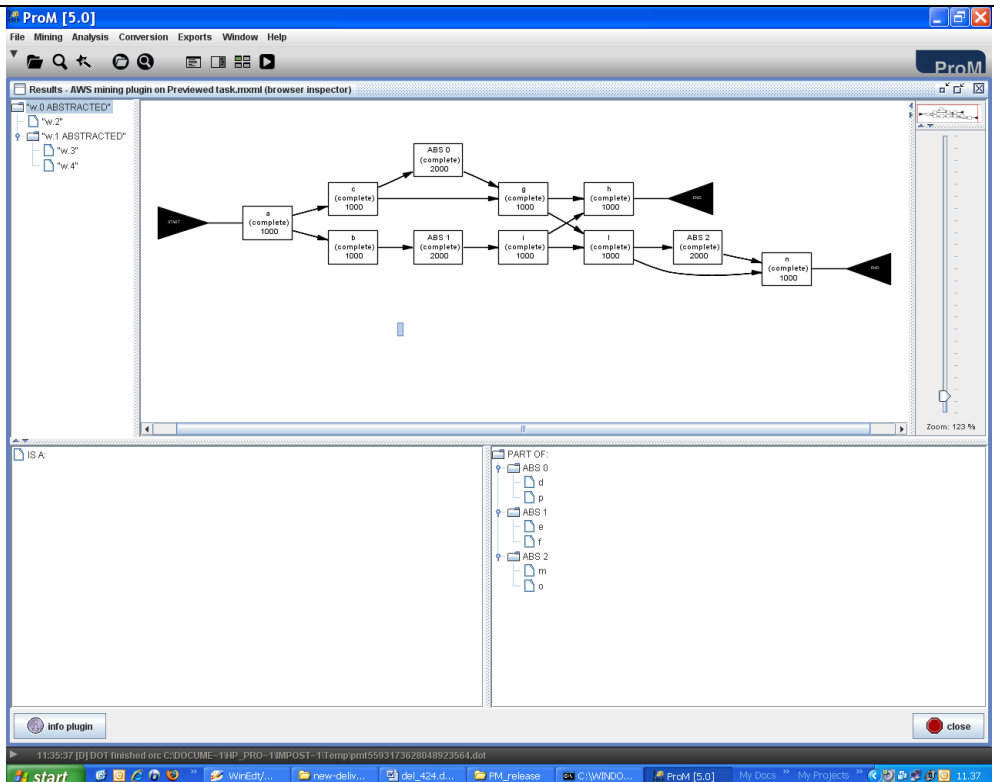 ProM [5.0]
File Mining Analysis Conversion Exports Window Help
ProM
Results - AWS mining plugin on Previewed task.mxml (browser inspector)
"w.0 ABSTRACTED"
"w.2"
"w.1 ABSTRACTED"
"w.3"
"w.4"
START
a
(complete)
1000
c
(complete)
1000
b
(complete)
1000
ABS 0
(complete)
2000
ABS 1
(complete)
2000
g
(complete)
1000
i
(complete)
1000
h
(complete)
1000
l
(complete)
1000
END
ABS 2
(complete)
2000
n
(complete)
1000
END
Zoom: 123 %
IS A:
PART OF:
ABS 0
d
p
ABS 1
e
f
ABS 2
m
o
info plugin
close
11:35:37 [D] DOT finished on: C:\DOCUME~1\HP_PRO~1\IMPOST~1\Temp\pmt5593173628048923564.dot
start WinEdt/... new-deliv... del_424.d... PM_release C:\WINDO... ProM [5.0] My Docs » My Projects » 11.37